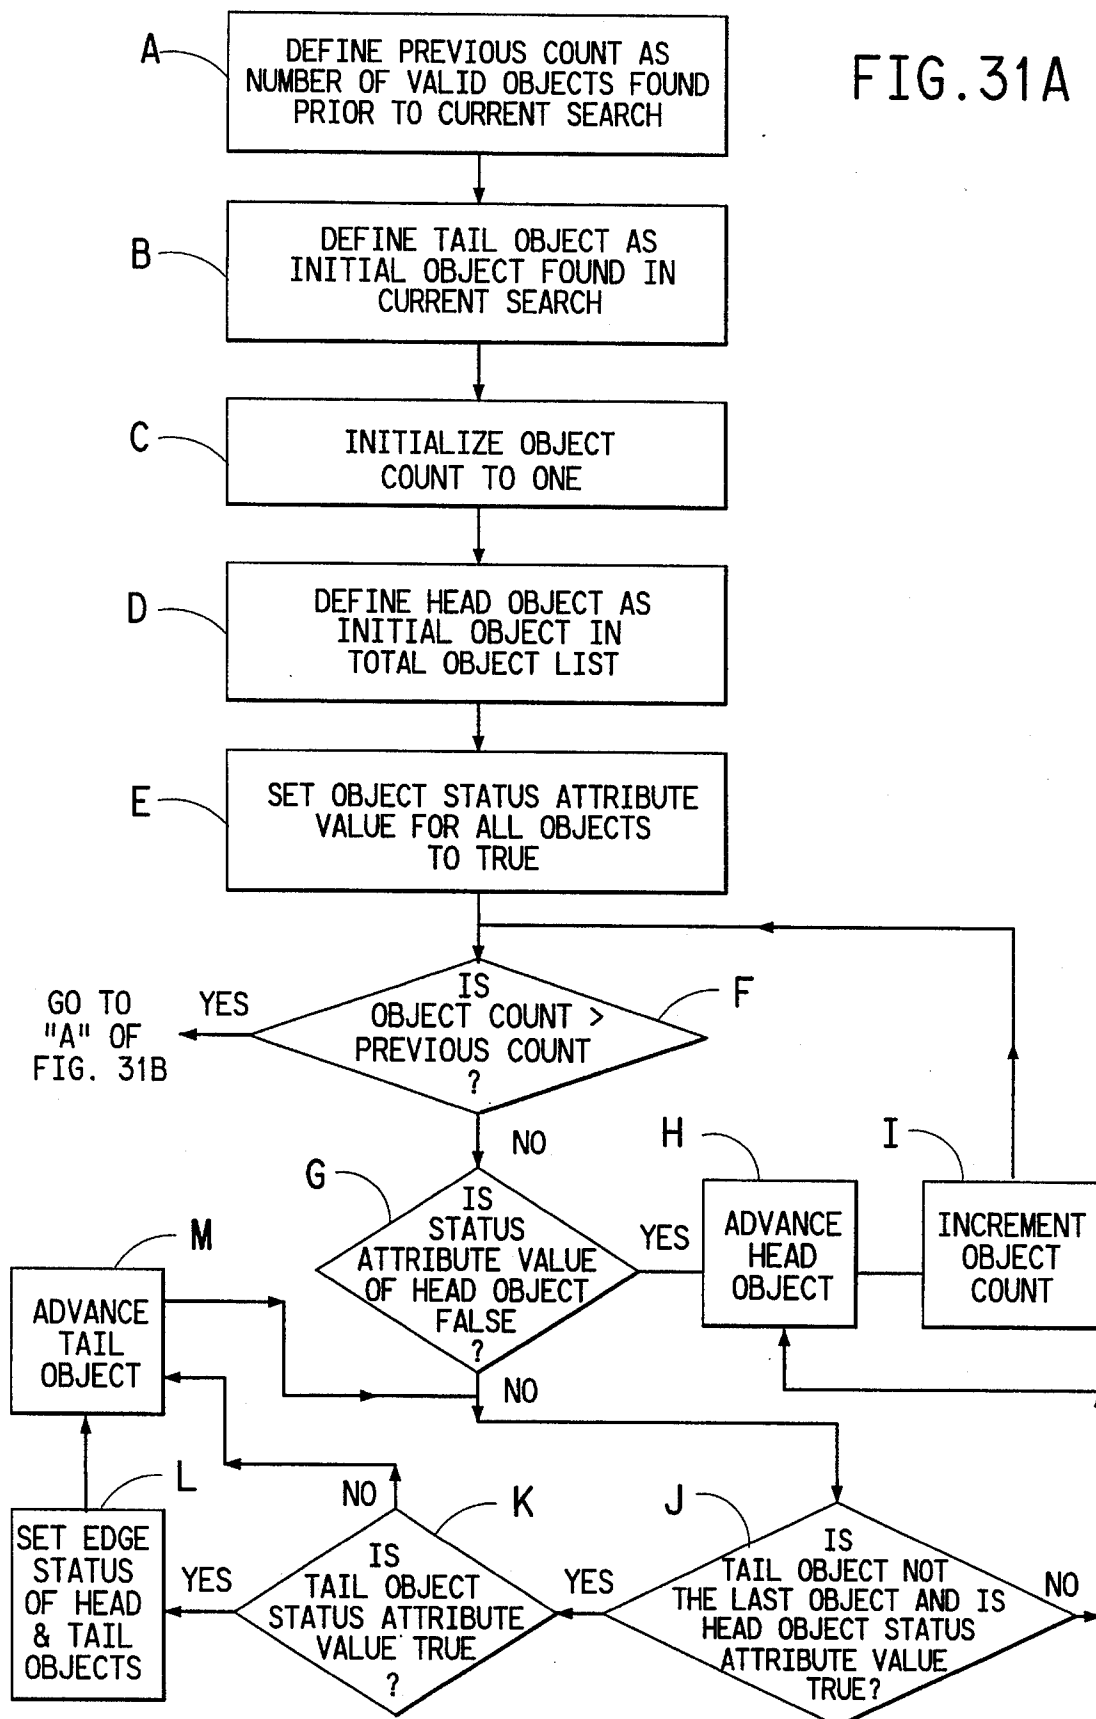 FIG. 31A
A
DEFINE PREVIOUS COUNT AS
NUMBER OF VALID OBJECTS FOUND
PRIOR TO CURRENT SEARCH
B
DEFINE TAIL OBJECT AS
INITIAL OBJECT FOUND IN
CURRENT SEARCH
C
INITIALIZE OBJECT
COUNT TO ONE
D
DEFINE HEAD OBJECT AS
INITIAL OBJECT IN
TOTAL OBJECT LIST
E
SET OBJECT STATUS ATTRIBUTE
VALUE FOR ALL OBJECTS
TO TRUE
F
IS
OBJECT COUNT >
PREVIOUS COUNT
?
YES
GO TO
"A" OF
FIG. 31B
NO
G
IS
STATUS
ATTRIBUTE VALUE
OF HEAD OBJECT
FALSE
?
YES
H
ADVANCE
HEAD
OBJECT
I
INCREMENT
OBJECT
COUNT
NO
M
ADVANCE
TAIL
OBJECT
L
SET EDGE
STATUS
OF HEAD
& TAIL
OBJECTS
YES
NO
K
IS
TAIL OBJECT
STATUS ATTRIBUTE
VALUE TRUE
?
YES
J
IS
TAIL OBJECT NOT
THE LAST OBJECT AND IS
HEAD OBJECT STATUS
ATTRIBUTE VALUE
TRUE?
NO